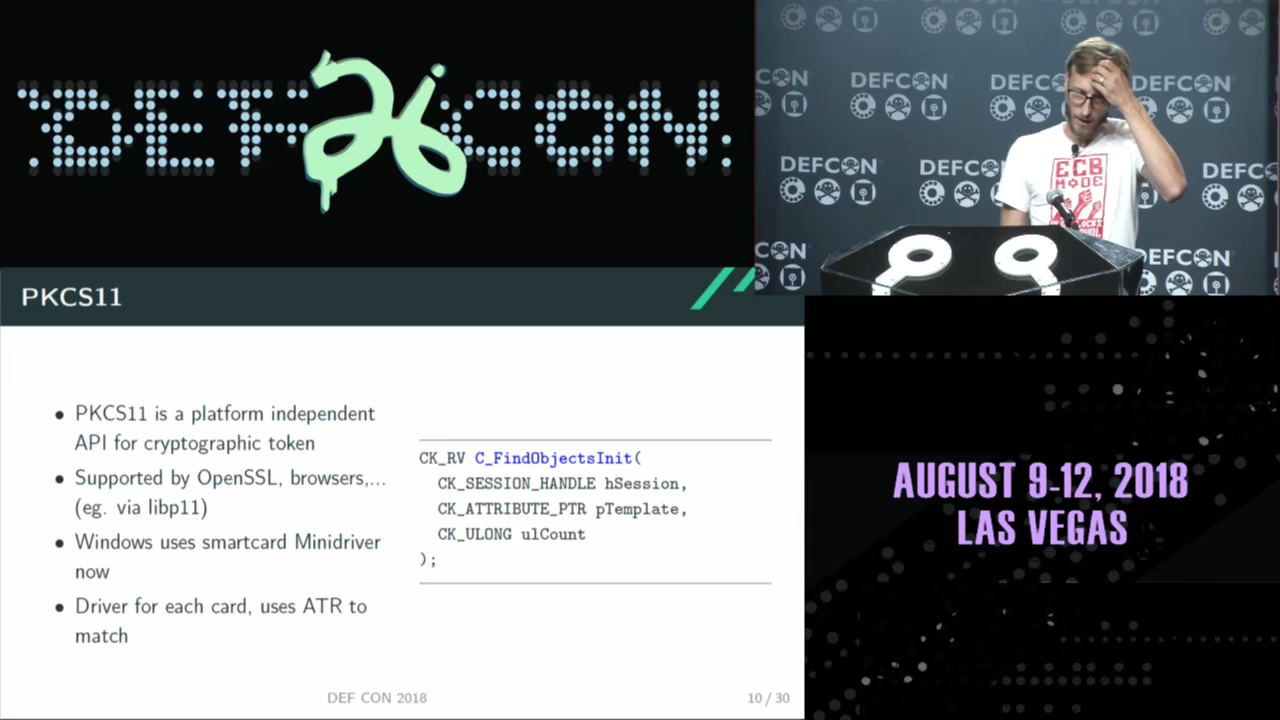 DEF CON
26
DEFCON
DEFCON
DEFCON
DEFCON
DEFCON
DEFCON
ECB
MODE
PKCS11
• PKCS11 is a platform independent
API for cryptographic token
• Supported by OpenSSL, browsers,...
(eg. via libp11)
• Windows uses smartcard Minidriver
now
• Driver for each card, uses ATR to
match
CK_RV C_FindObjectsInit(
CK_SESSION_HANDLE hSession,
CK_ATTRIBUTE_PTR pTemplate,
CK_ULONG ulCount
);
DEF CON 2018
10 / 30
AUGUST 9-12, 2018
LAS VEGAS